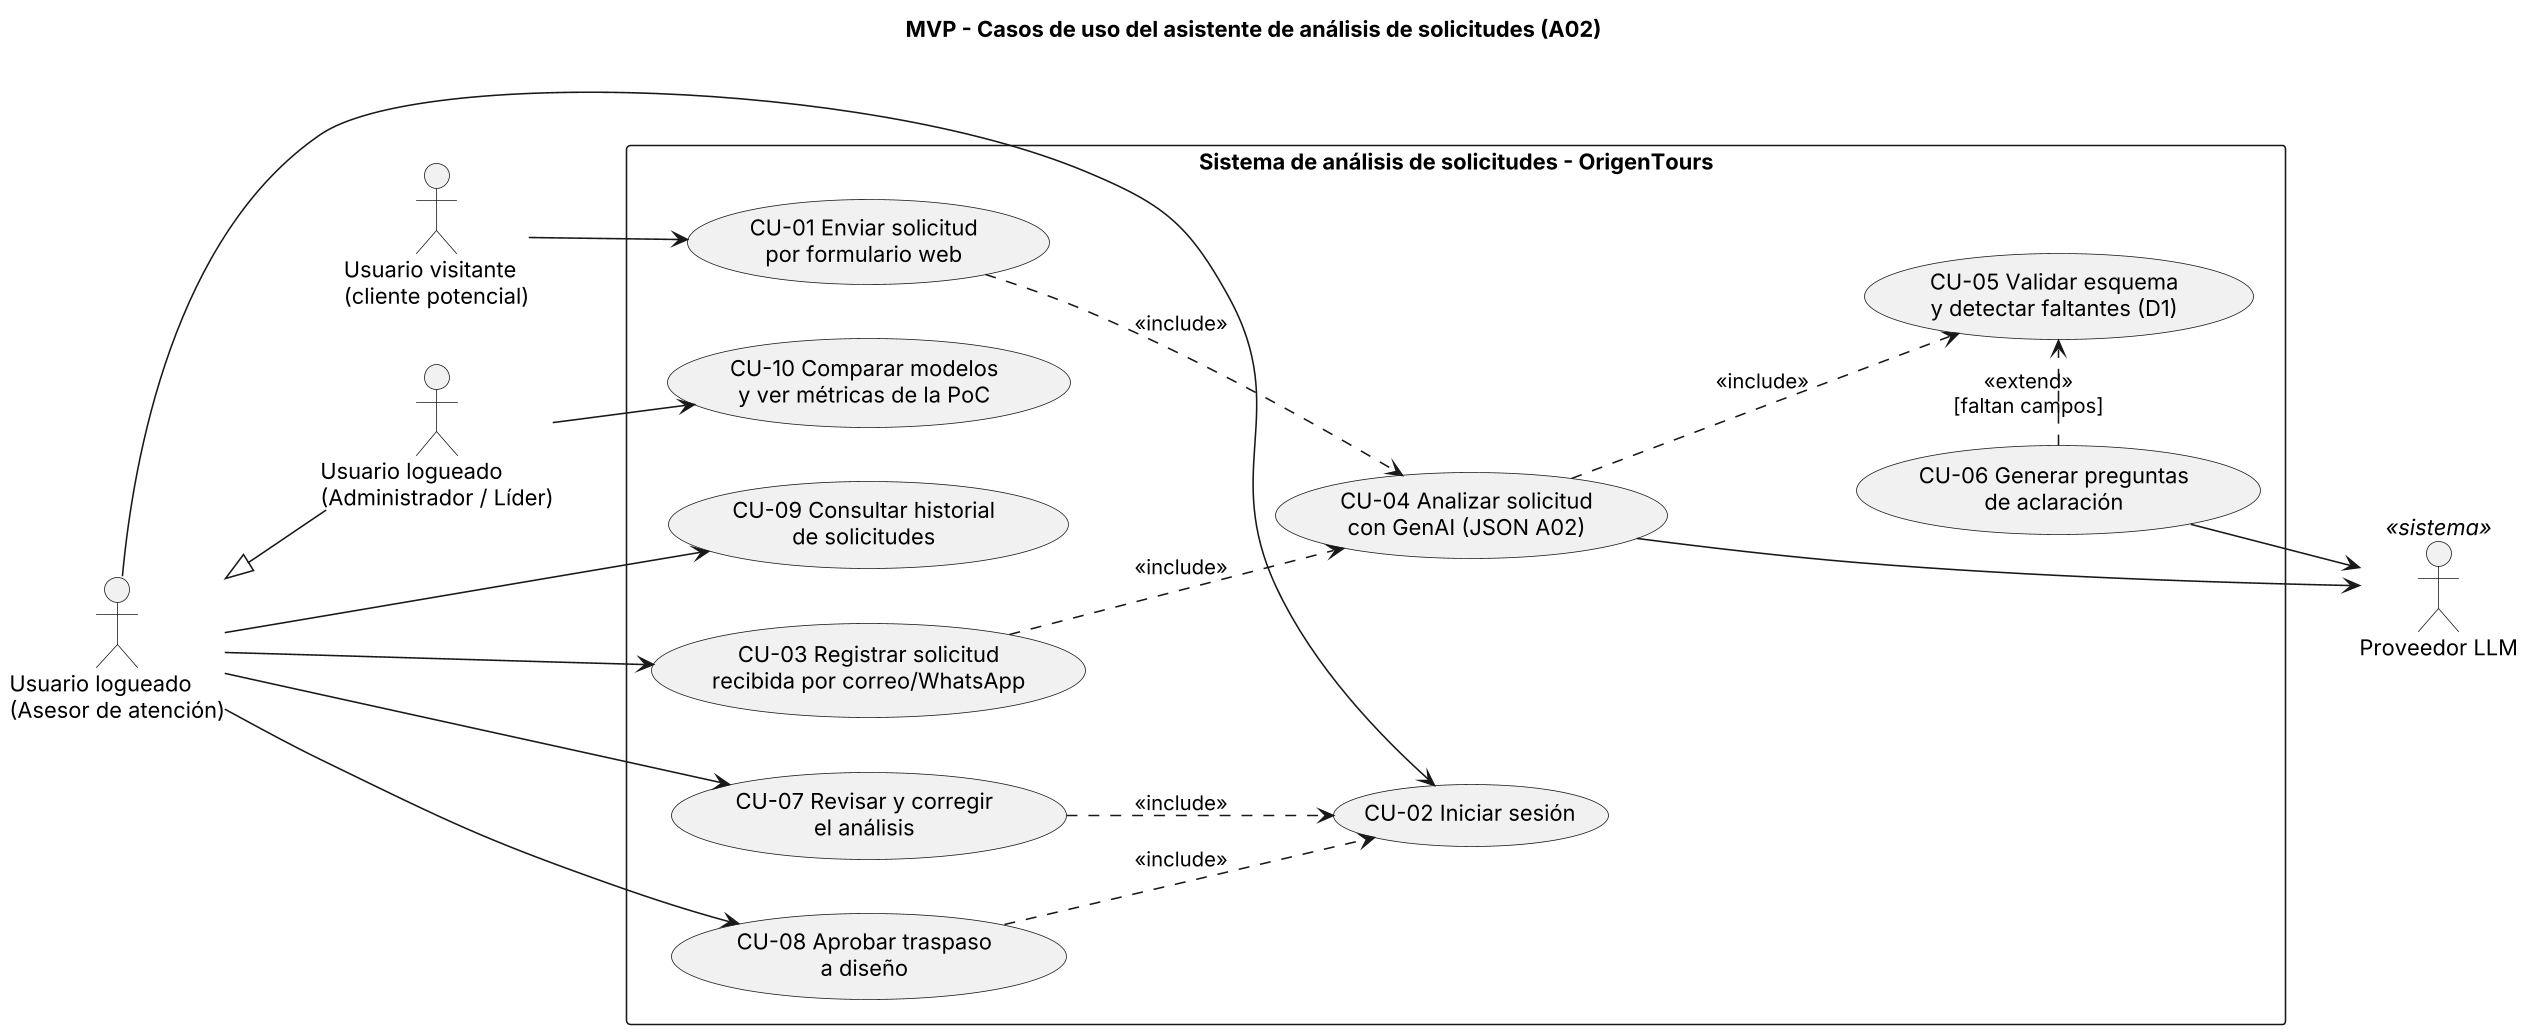 MVP - Casos de uso del asistente de análisis de solicitudes (A02)
Sistema de análisis de solicitudes - OrigenTours
Usuario visitante
(cliente potencial)
Usuario logueado
(Administrador / Líder)
Usuario logueado
(Asesor de atención)
CU-01 Enviar solicitud
por formulario web
CU-10 Comparar modelos
y ver métricas de la PoC
CU-09 Consultar historial
de solicitudes
CU-03 Registrar solicitud
recibida por correo/WhatsApp
CU-07 Revisar y corregir
el análisis
CU-08 Aprobar traspaso
a diseño
«include»
«include»
«include»
«include»
CU-04 Analizar solicitud
con GenAI (JSON A02)
CU-02 Iniciar sesión
«include»
CU-05 Validar esquema
y detectar faltantes (D1)
«extend»
[faltan campos]
CU-06 Generar preguntas
de aclaración
«sistema»
Proveedor LLM